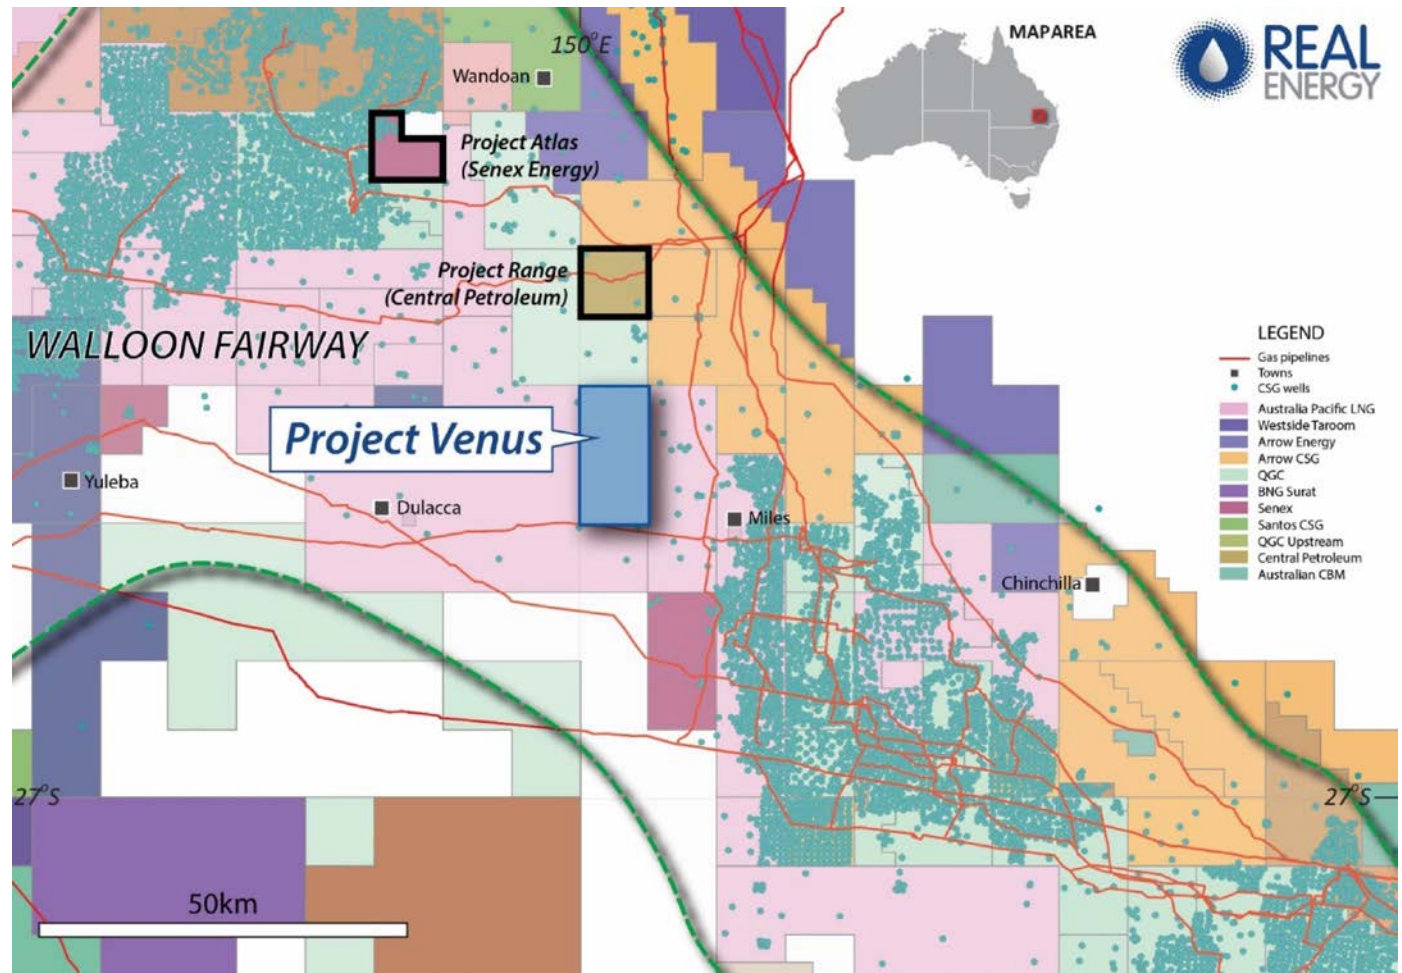 150°E
MAPAREA
REAL
ENERGY
Wandoan
Project Atlas
(Senex Energy)
Project Range
(Central Petroleum)
WALLOON FAIRWAY
Project Venus
Yuleba
Dulacca
Miles
Chinchilla
LEGEND
Gas pipelines
Towns
CSG wells
Australia Pacific LNG
Westside Taroom
Arrow Energy
Arrow CSG
QGC
BNG Surat
Senex
Santos CSG
QGC Upstream
Central Petroleum
Australian CBM
27°S
27°S
50km